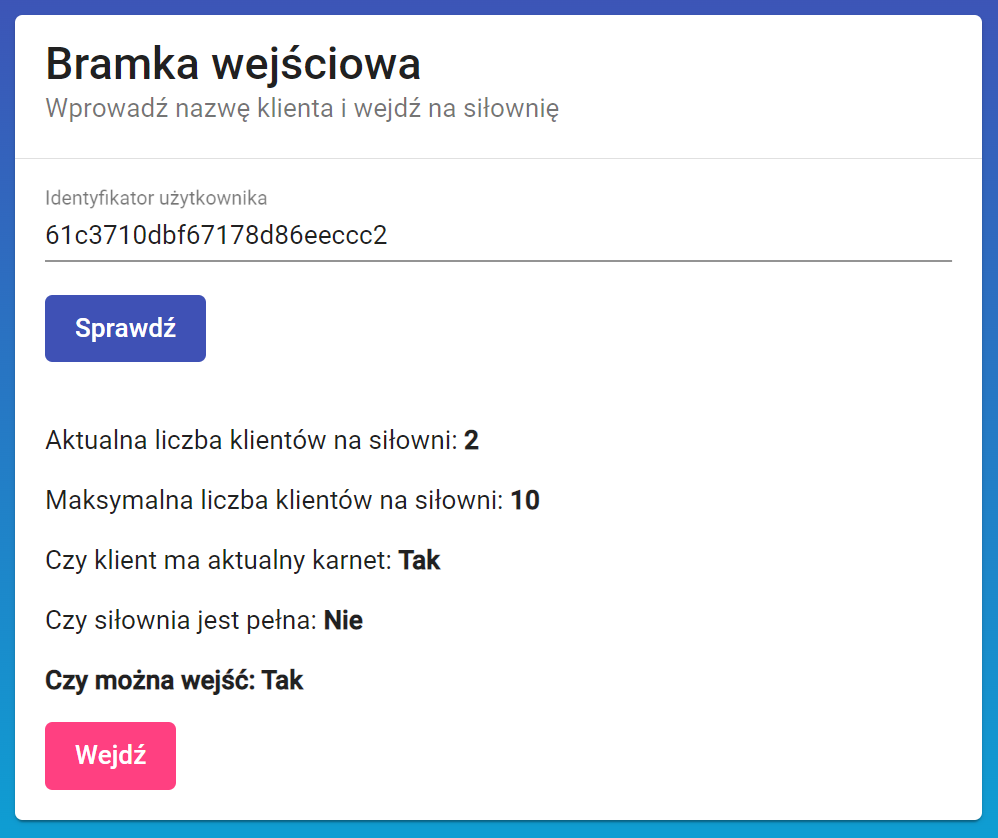 Bramka wejściowa
Wprowadź nazwę klienta i wejdź na siłownię
Identyfikator użytkownika
61c3710dbf67178d86eeccc2
Sprawdź
Aktualna liczba klientów na siłowni: 2
Maksymalna liczba klientów na siłowni: 10
Czy klient ma aktualny karnet: Tak
Czy siłownia jest pełna: Nie
Czy można wejść: Tak
Wejdź